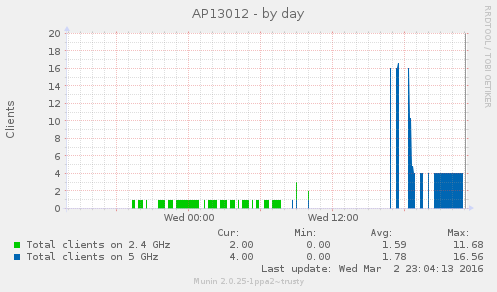 AP13012 - by day
RRDTOOL / TOBI OETIKER
Clients
20
18
16
14
12
10
8
6
4
2
0
Wed 00:00 Wed 12:00
Cur: Min: Avg: Max:
Total clients on 2.4 GHz 2.00 0.00 1.59 11.68
Total clients on 5 GHz 4.00 0.00 1.78 16.56
Last update: Wed Mar 2 23:04:13 2016
Munin 2.0.25-1ppa2~trusty